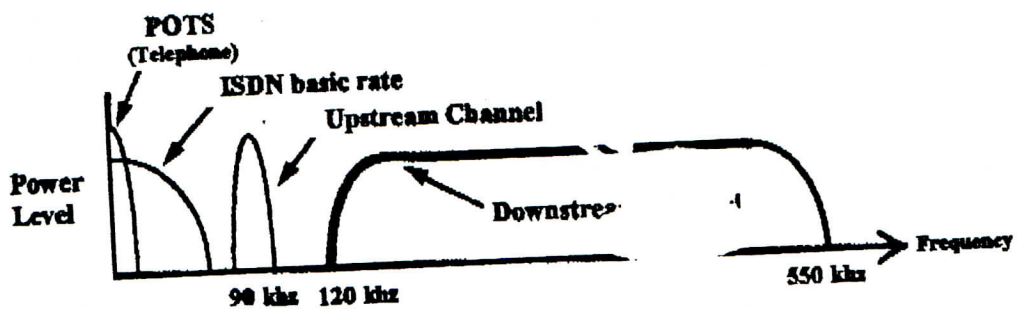 POTS
(Telephone)
ISDN basic rate
Upstream Channel
Power
Level
Frequency
90 khz 120 khz
550 khz